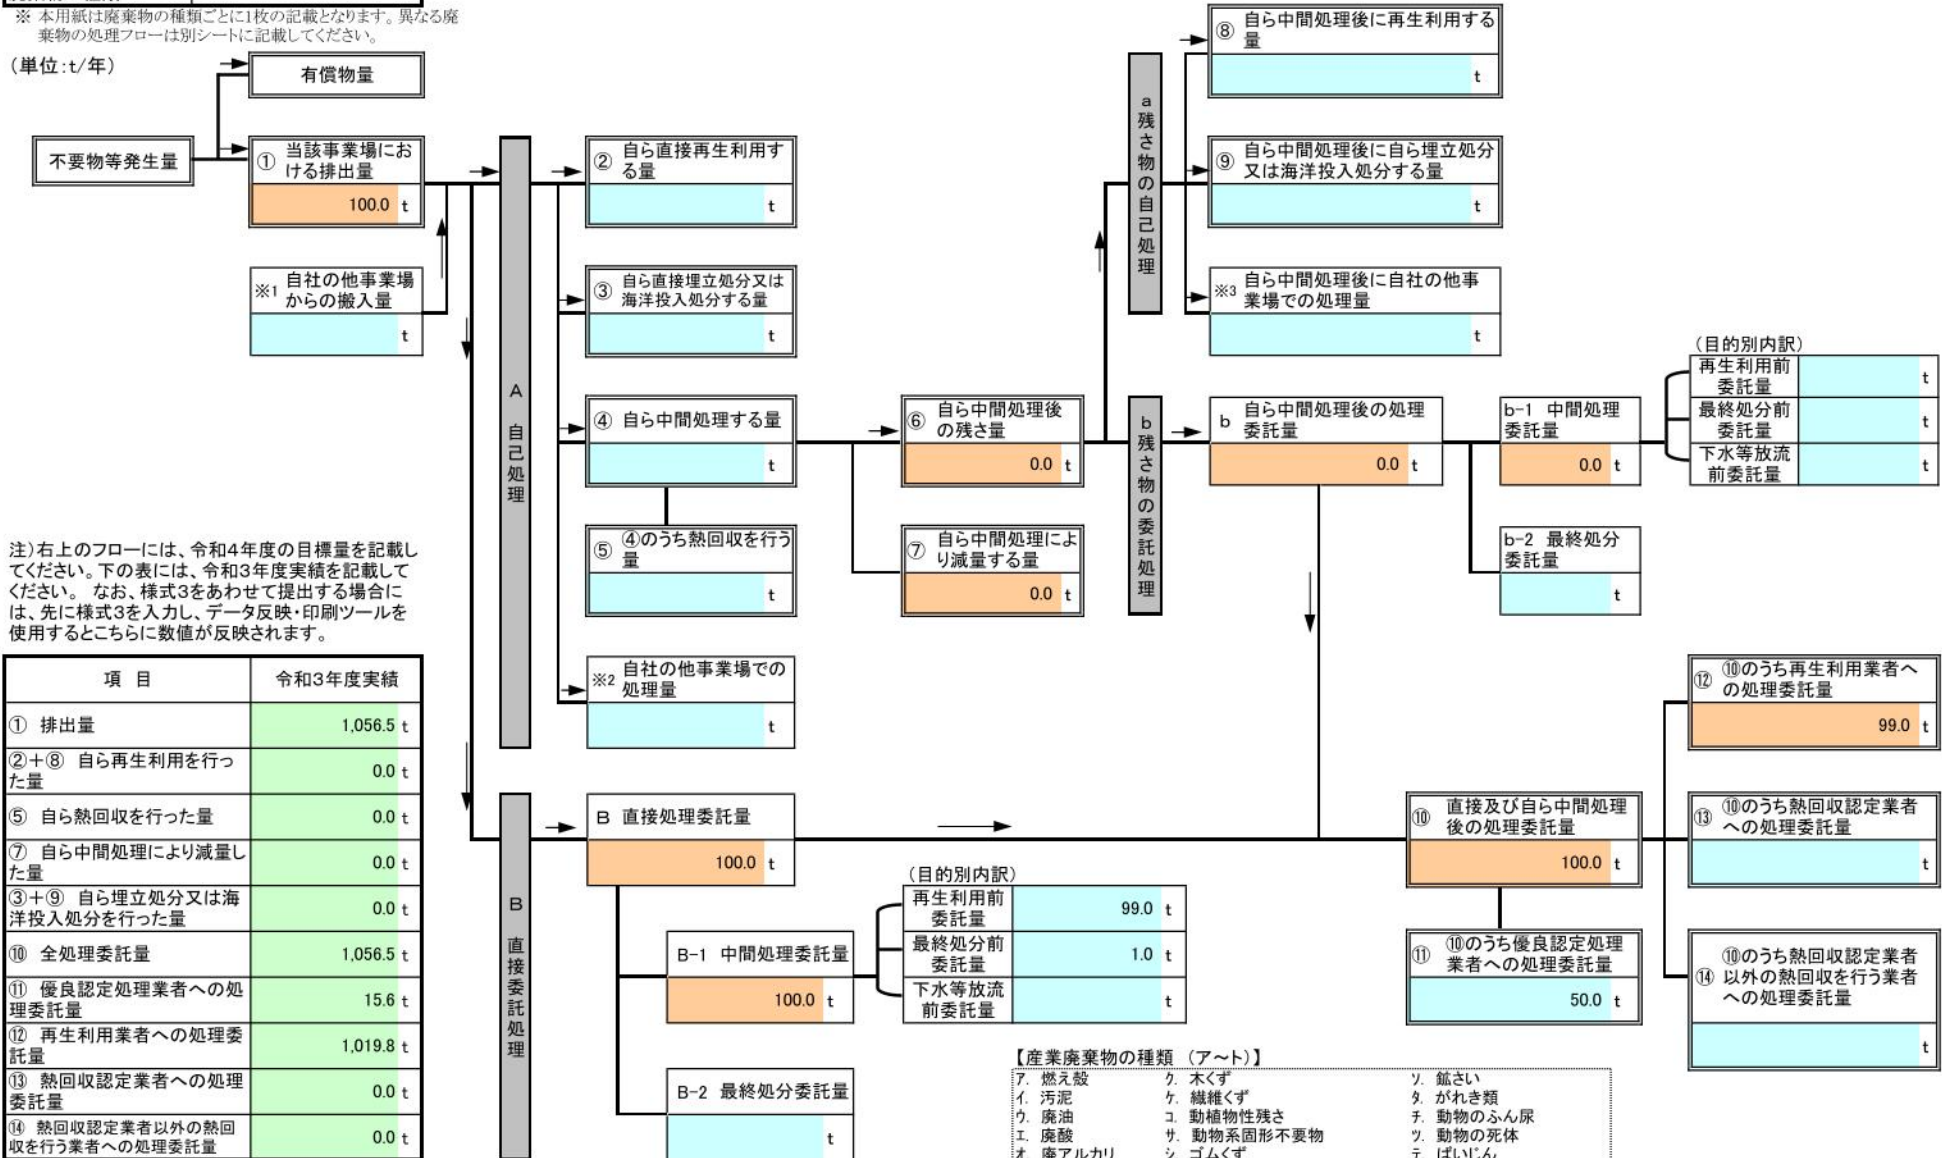 ※ 本用紙は廃棄物の種類ごとに1枚の記載となります。異なる廃
棄物の処理フローは別シートに記載してください。
(単位:t/年)
有償物量
不要物等発生量
① 当該事業場にお
ける排出量
100.0 t
※1 自社の他事業場
からの搬入量
t
A 自己処理
② 自ら直接再生利用す
る量
t
③ 自ら直接埋立処分又は
海洋投入処分する量
t
④ 自ら中間処理する量
t
⑤ ④のうち熱回収を行う
量
t
※2 自社の他事業場での
処理量
t
⑥ 自ら中間処理後
の残さ量
0.0 t
⑦ 自ら中間処理によ
り減量する量
0.0 t
a残さ物の自己処理
⑧ 自ら中間処理後に再生利用する
量
t
⑨ 自ら中間処理後に自ら埋立処分
又は海洋投入処分する量
t
※3 自ら中間処理後に自社の他事
業場での処理量
t
b残さ物の委託処理
b 自ら中間処理後の処理
委託量
0.0 t
b-1 中間処理
委託量
0.0 t
(目的別内訳)
再生利用前
委託量
t
最終処分前
委託量
t
下水等放流
前委託量
t
b-2 最終処分
委託量
t
注)右上のフローには、令和4年度の目標量を記載し
てください。下の表には、令和3年度実績を記載して
ください。 なお、様式3をあわせて提出する場合に
は、先に様式3を入力し、データ反映・印刷ツールを
使用するとこちらに数値が反映されます。
項 目 令和3年度実績
① 排出量 1,056.5 t
②+⑧ 自ら再生利用を行っ
た量
0.0 t
⑤ 自ら熱回収を行った量 0.0 t
⑦ 自ら中間処理により減量し
た量
0.0 t
③+⑨ 自ら埋立処分又は海
洋投入処分を行った量
0.0 t
⑩ 全処理委託量 1,056.5 t
⑪ 優良認定処理業者への処
理委託量
15.6 t
⑫ 再生利用業者への処理委
託量
1,019.8 t
⑬ 熱回収認定業者への処理
委託量
0.0 t
⑭ 熱回収認定業者以外の熱回
収を行う業者への処理委託量
0.0 t
B 直接委託処理
B 直接処理委託量
100.0 t
B-1 中間処理委託量
100.0 t
(目的別内訳)
再生利用前
委託量
99.0 t
最終処分前
委託量
1.0 t
下水等放流
前委託量
t
B-2 最終処分委託量
t
⑩ 直接及び自ら中間処理
後の処理委託量
100.0 t
⑪ ⑩のうち優良認定処理
業者への処理委託量
50.0 t
⑫ ⑩のうち再生利用業者へ
の処理委託量
99.0 t
⑬ ⑩のうち熱回収認定業者
への処理委託量
t
⑭ ⑩のうち熱回収認定業者
以外の熱回収を行う業者
への処理委託量
t
【産業廃棄物の種類 (ア~ト)】
ア. 燃え殻 ク. 木くず ソ. 鉱さい
イ. 汚泥 ケ. 繊維くず タ. がれき類
ウ. 廃油 コ. 動植物性残さ チ. 動物のふん尿
エ. 廃酸 サ. 動物系固形不要物 ツ. 動物の死体
オ. 廃アルカリ シ. ゴムくず テ. ばいじん